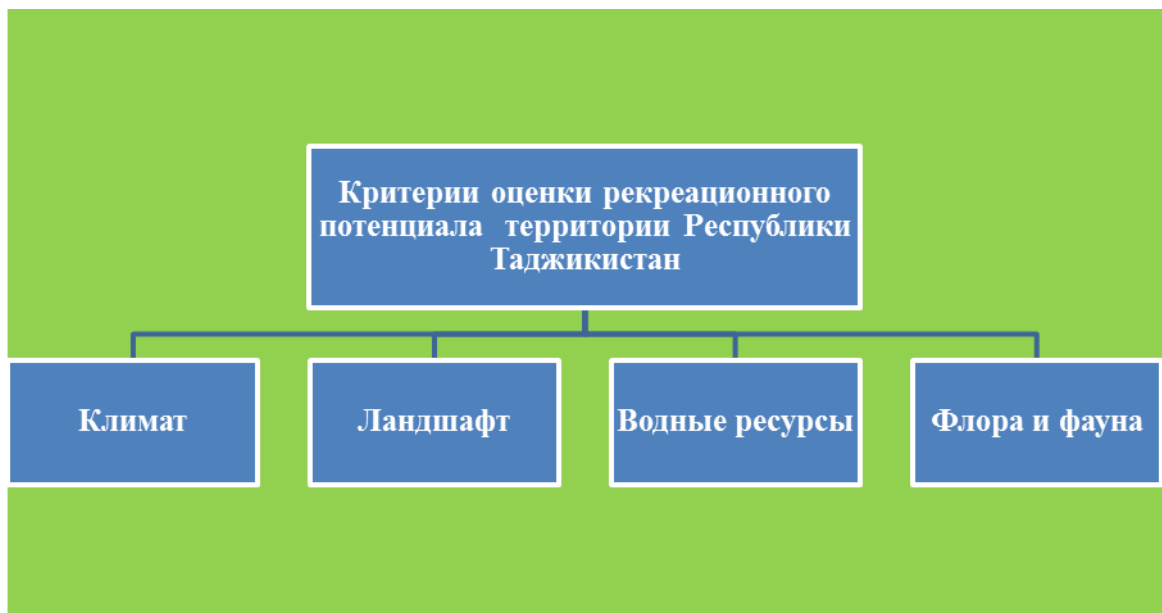 Критерии оценки рекреационного
потенциала территории Республики
Таджикистан
Климат
Ландшафт
Водные ресурсы
Флора и фауна